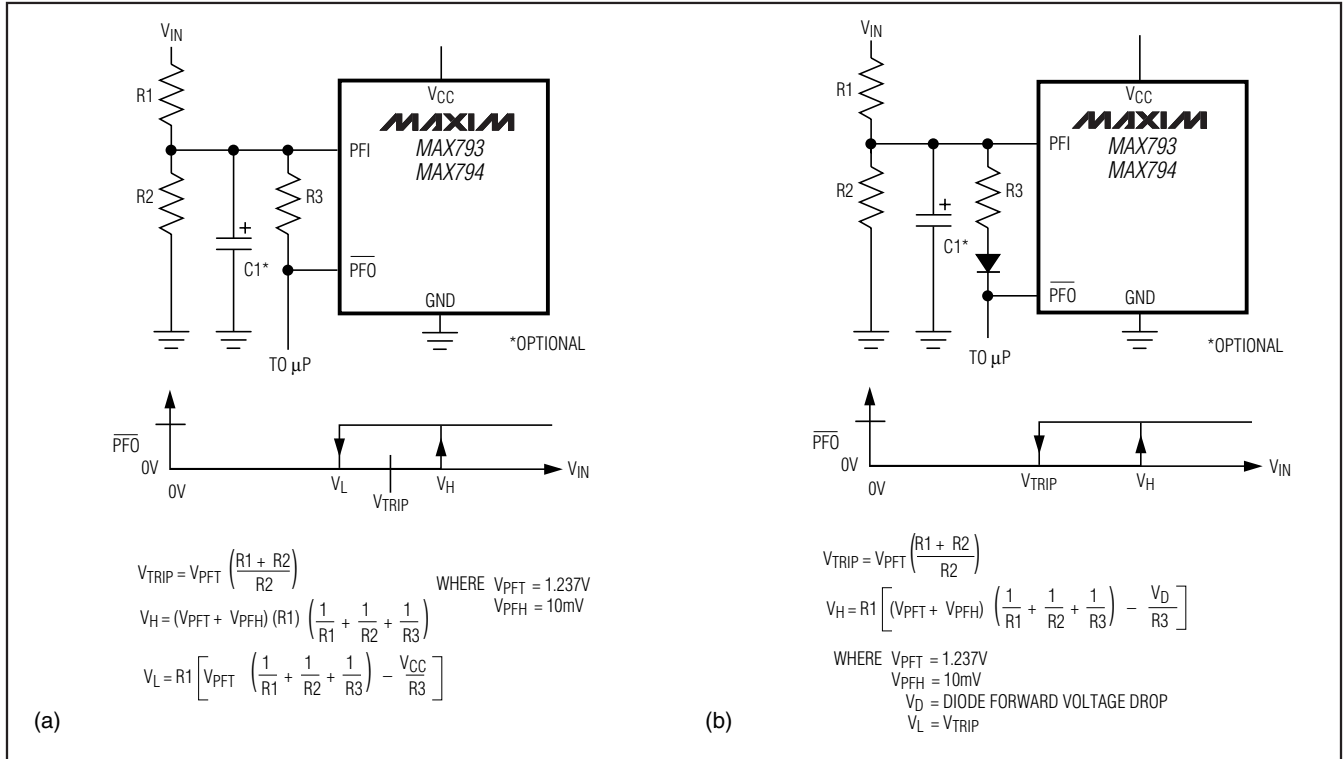 VIN
R1
VCC
MAXIM
MAX793
MAX794
PFI
R2
R3
+
C1*
PFO
GND
*OPTIONAL
TO μP
PFO
0V
0V
VL
VTRIP
VH
VIN
VTRIP = VPFT ((R1 + R2)/R2)
VH = (VPFT + VPFH) (R1) (1/R1 + 1/R2 + 1/R3)
VL = R1 [VPFT (1/R1 + 1/R2 + 1/R3) – VCC/R3]
WHERE VPFT = 1.237V
VPFH = 10mV
(a)
VIN
R1
VCC
MAXIM
MAX793
MAX794
PFI
R2
R3
+
C1*
PFO
GND
*OPTIONAL
TO μP
PFO
0V
0V
VTRIP
VH
VIN
VTRIP = VPFT ((R1 + R2)/R2)
VH = R1 [(VPFT + VPFH) (1/R1 + 1/R2 + 1/R3) – VD/R3]
WHERE VPFT = 1.237V
VPFH = 10mV
VD = DIODE FORWARD VOLTAGE DROP
VL = VTRIP
(b)